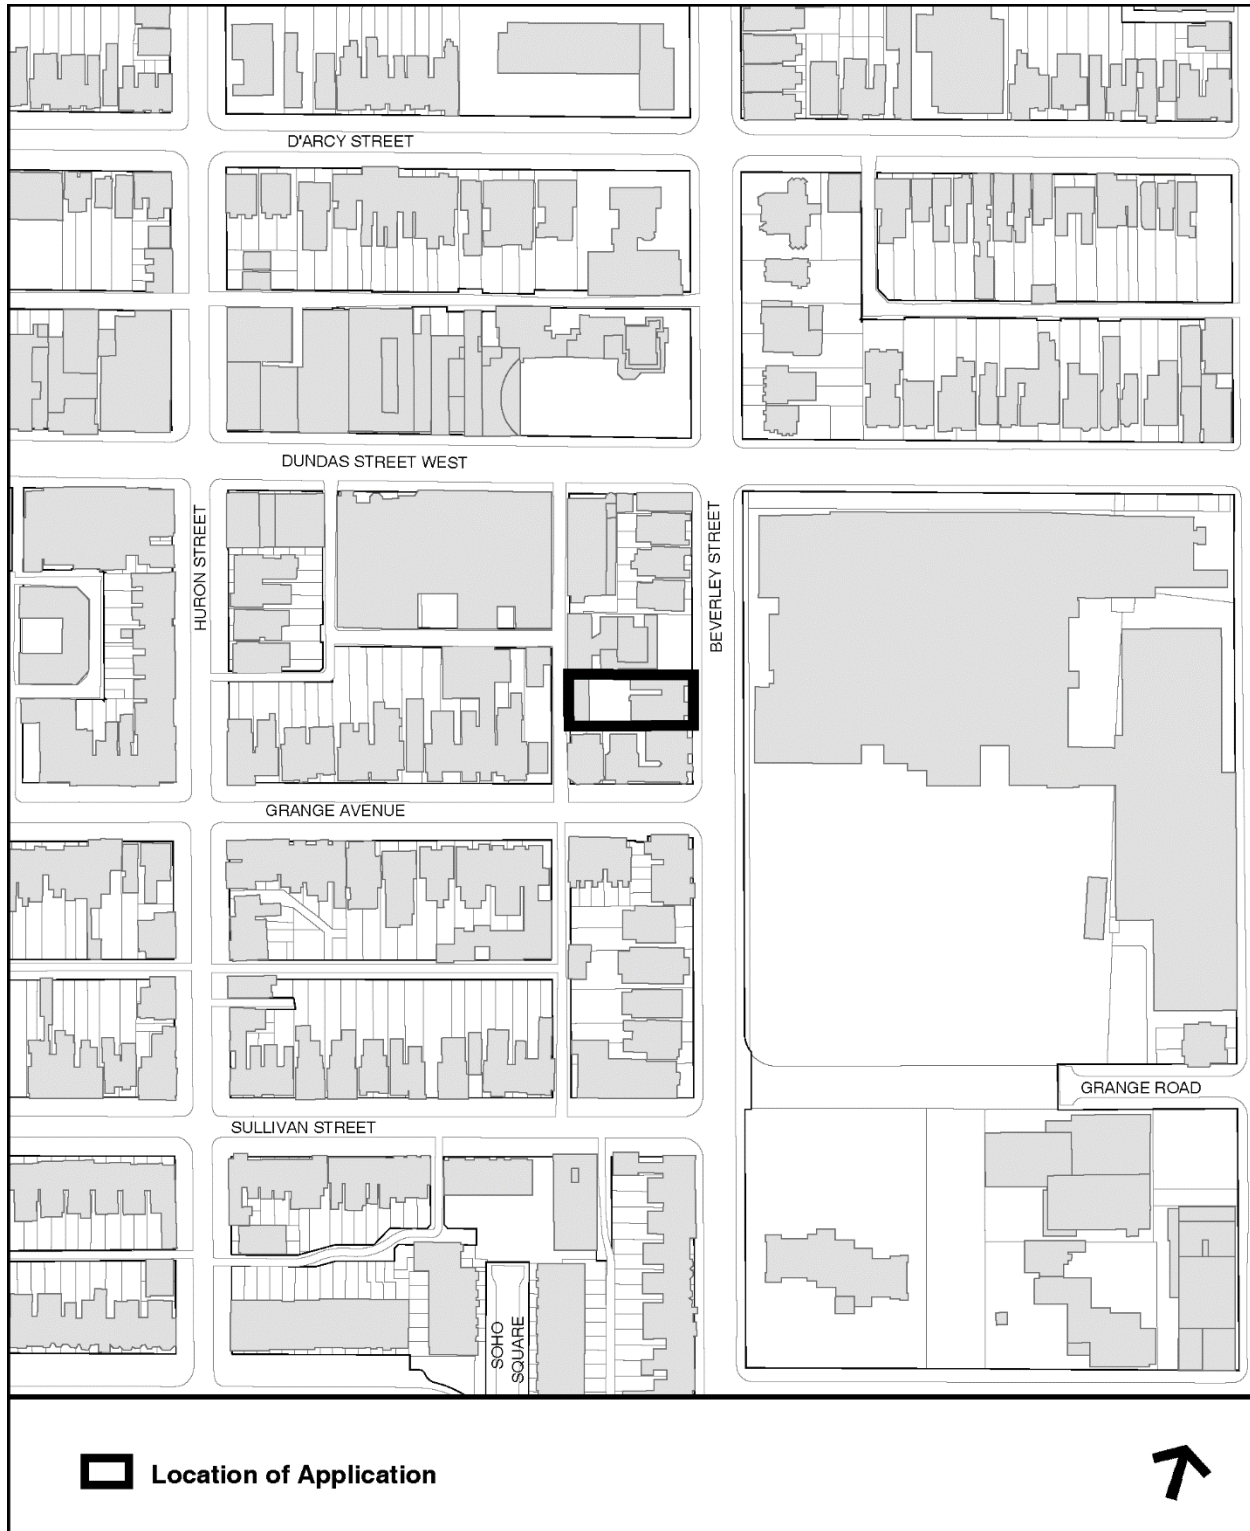 D'ARCY STREET
DUNDAS STREET WEST
HURON STREET
BEVERLEY STREET
GRANGE AVENUE
GRANGE ROAD
SULLIVAN STREET
SOHO
SQUARE
Location of Application